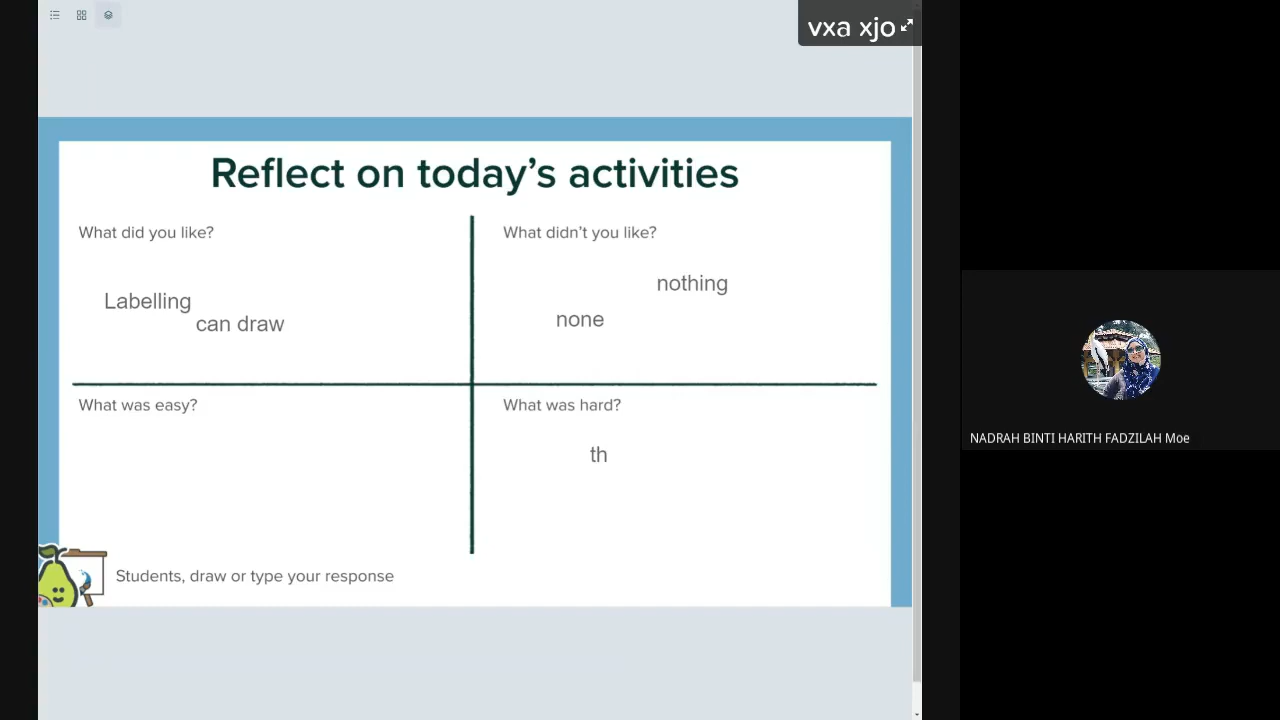 vxa xjo
Reflect on today’s activities
What did you like?
Labelling
can draw
What didn’t you like?
nothing
none
What was easy?
What was hard?
th
Students, draw or type your response
NADRAH BINTI HARITH FADZILAH Moe